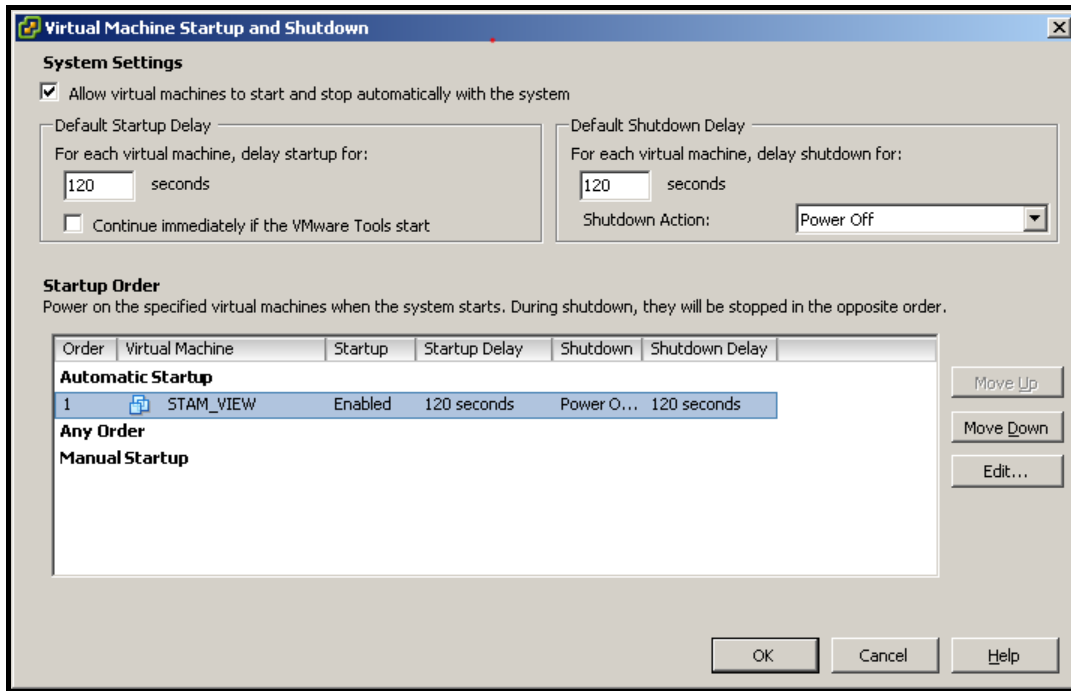 Virtual Machine Startup and Shutdown
System Settings
Allow virtual machines to start and stop automatically with the system
Default Startup Delay
For each virtual machine, delay startup for:
120 seconds
Continue immediately if the VMware Tools start
Default Shutdown Delay
For each virtual machine, delay shutdown for:
120 seconds
Shutdown Action: Power Off
Startup Order
Power on the specified virtual machines when the system starts. During shutdown, they will be stopped in the opposite order.
Order Virtual Machine Startup Startup Delay Shutdown Shutdown Delay
Automatic Startup
1 STAM_VIEW Enabled 120 seconds Power O... 120 seconds
Any Order
Manual Startup
Move Up
Move Down
Edit...
OK Cancel Help